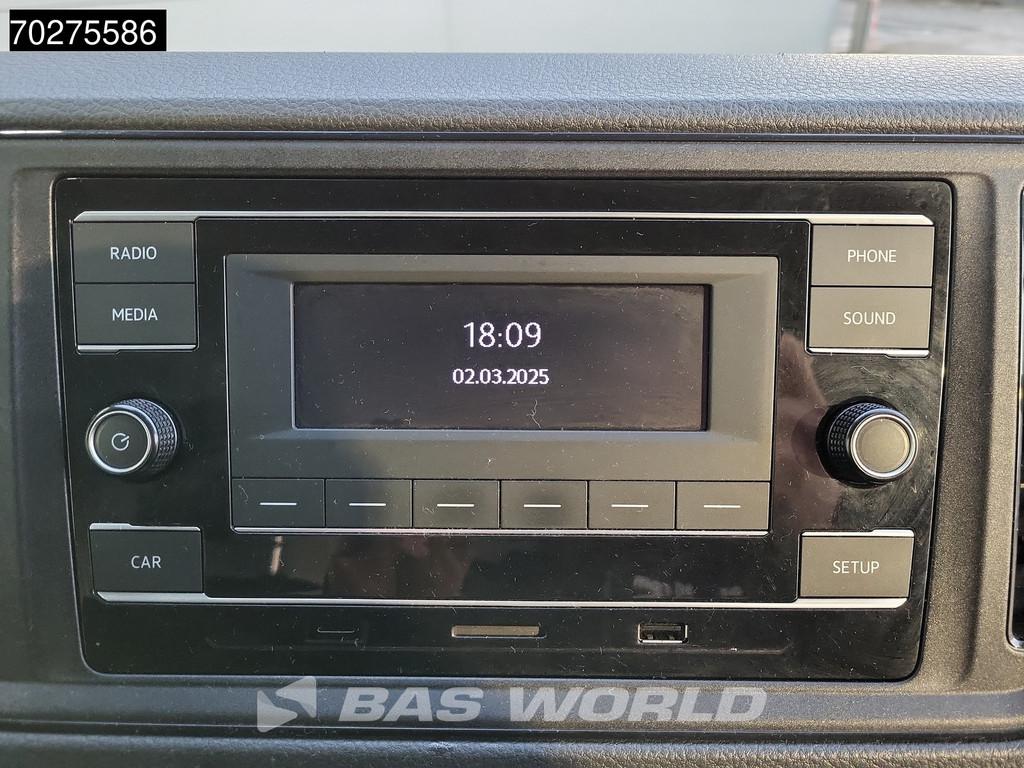 70275586
RADIO
PHONE
MEDIA
SOUND
18:09
02.03.2025
CAR
SETUP
BAS WORLD